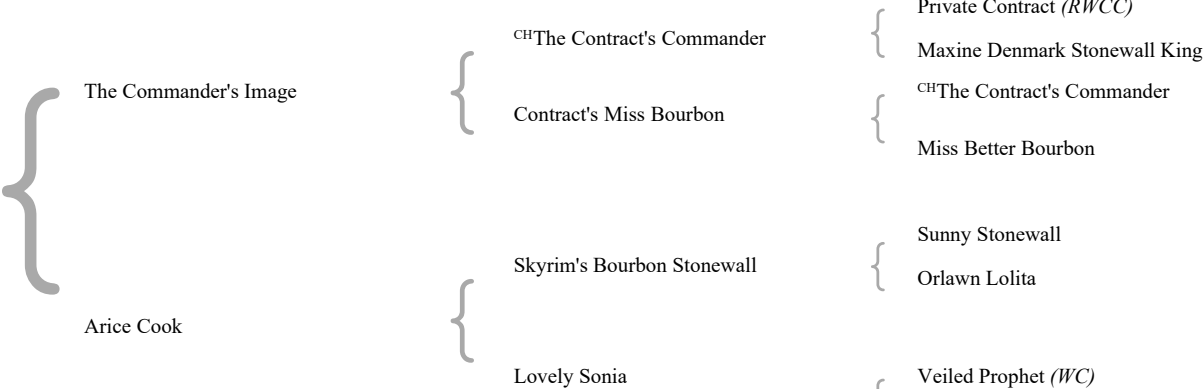 Private Contract (RWCC)
CHThe Contract's Commander
Maxine Denmark Stonewall King
The Commander's Image
CHThe Contract's Commander
Contract's Miss Bourbon
Miss Better Bourbon
Sunny Stonewall
Skyrim's Bourbon Stonewall
Orlawn Lolita
Arice Cook
Lovely Sonia
Veiled Prophet (WC)